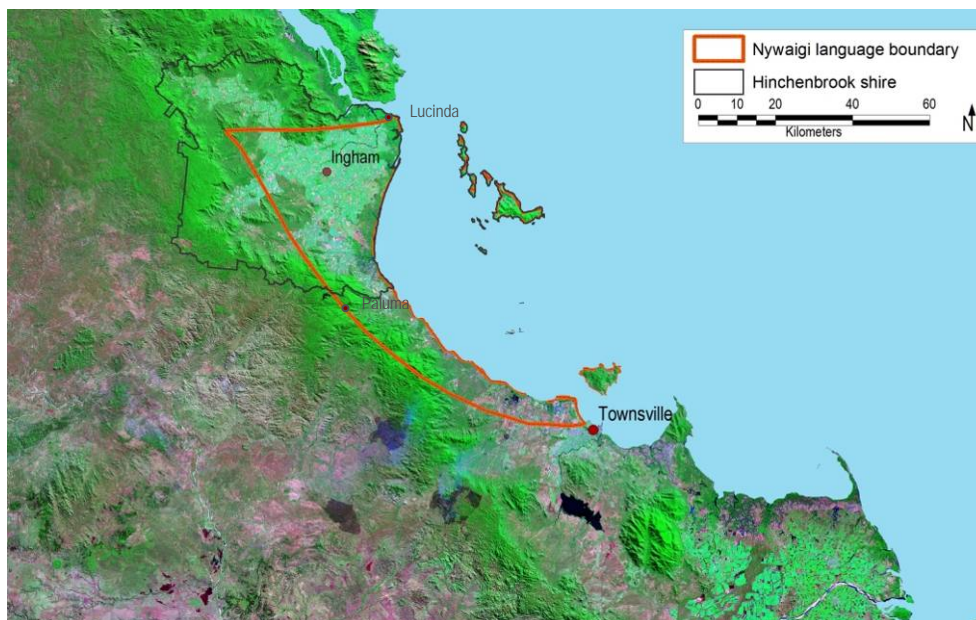 Nywaigi language boundary
Hinchenbrook shire
0 10 20 40 60
Kilometers
N
Lucinda
Ingham
Paluma
Townsville